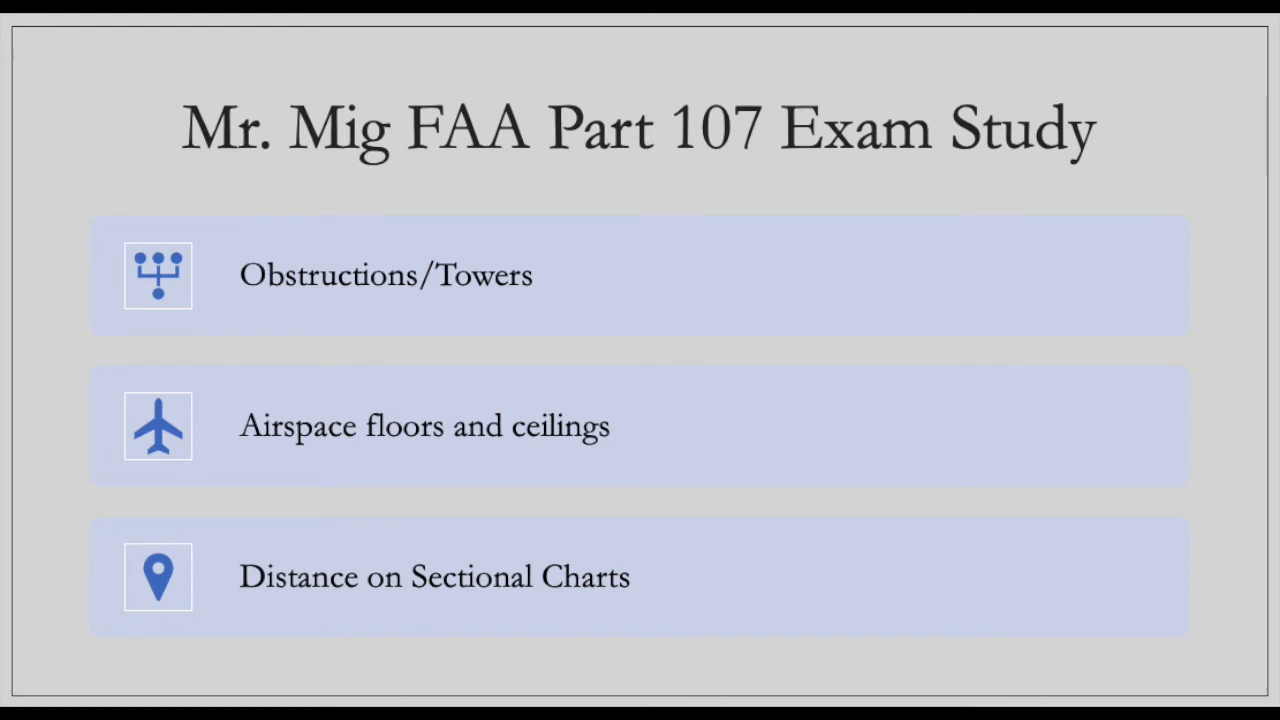 Mr. Mig FAA Part 107 Exam Study
Obstructions/Towers
Airspace floors and ceilings
Distance on Sectional Charts